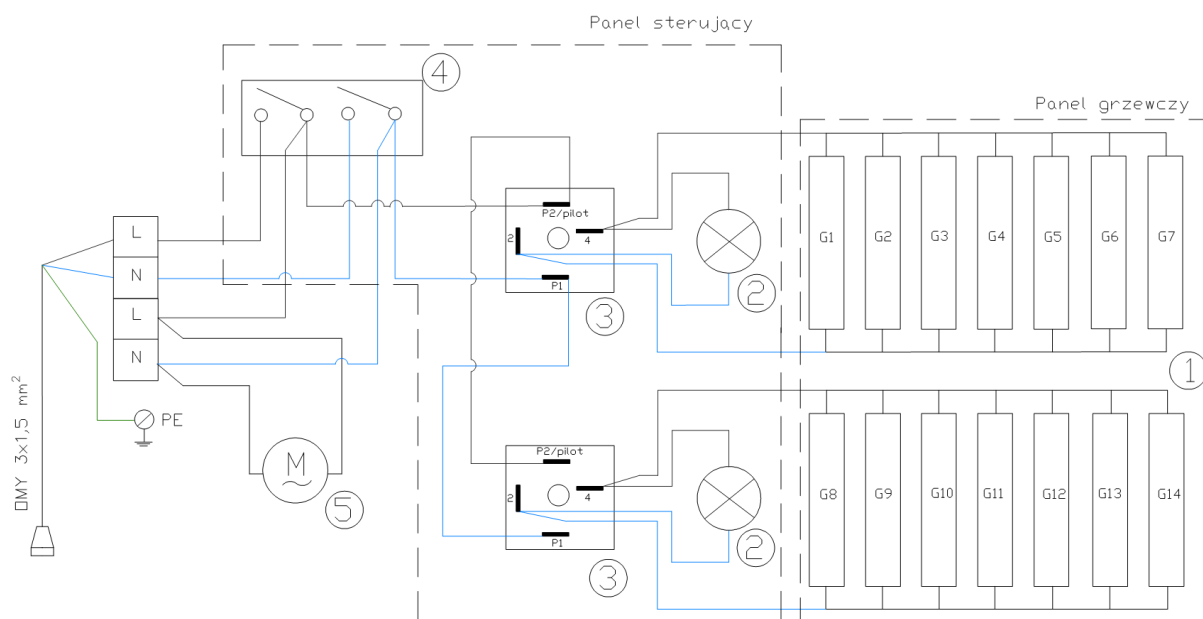 Panel sterujący
4
Panel grzewczy
L
N
L
N
PE
OMY 3x1,5 mm²
M
5
P2/pilot
2
4
P1
3
2
G1 G2 G3 G4 G5 G6 G7
1
P2/pilot
2
4
P1
3
2
G8 G9 G10 G11 G12 G13 G14